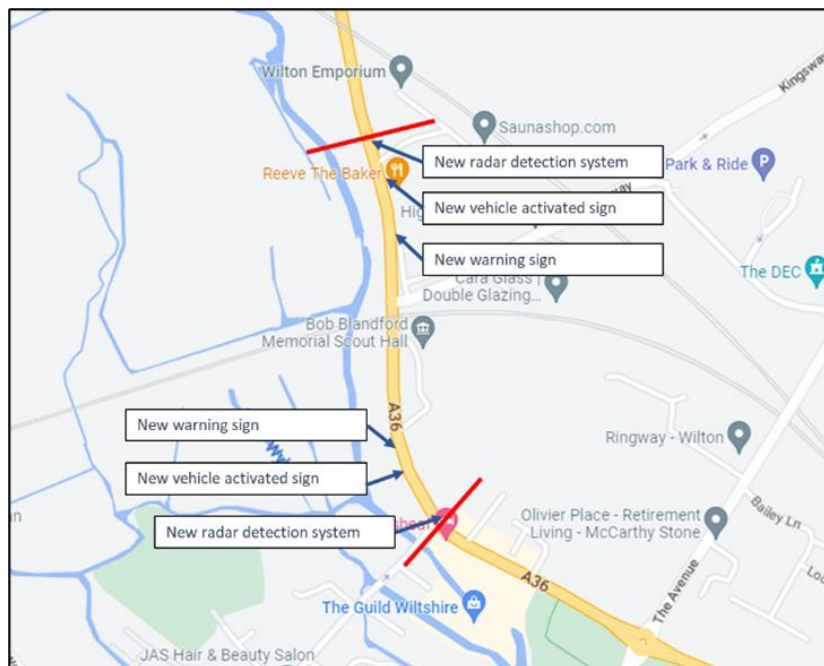 Wilton Emporium
Kingsway
Saunashop.com
New radar detection system
Park & Ride
P
Reeve The Baker
New vehicle activated sign
New warning sign
The DEC
Cara Glass |
Double Glazing...
Bob Blandford
Memorial Scout Hall
A36
New warning sign
Ringway - Wilton
New vehicle activated sign
Bailey Ln
Olivier Place - Retirement
Living - McCarthy Stone
New radar detection system
A36
The Avenue
The Guild Wiltshire
JAS Hair & Beauty Salon